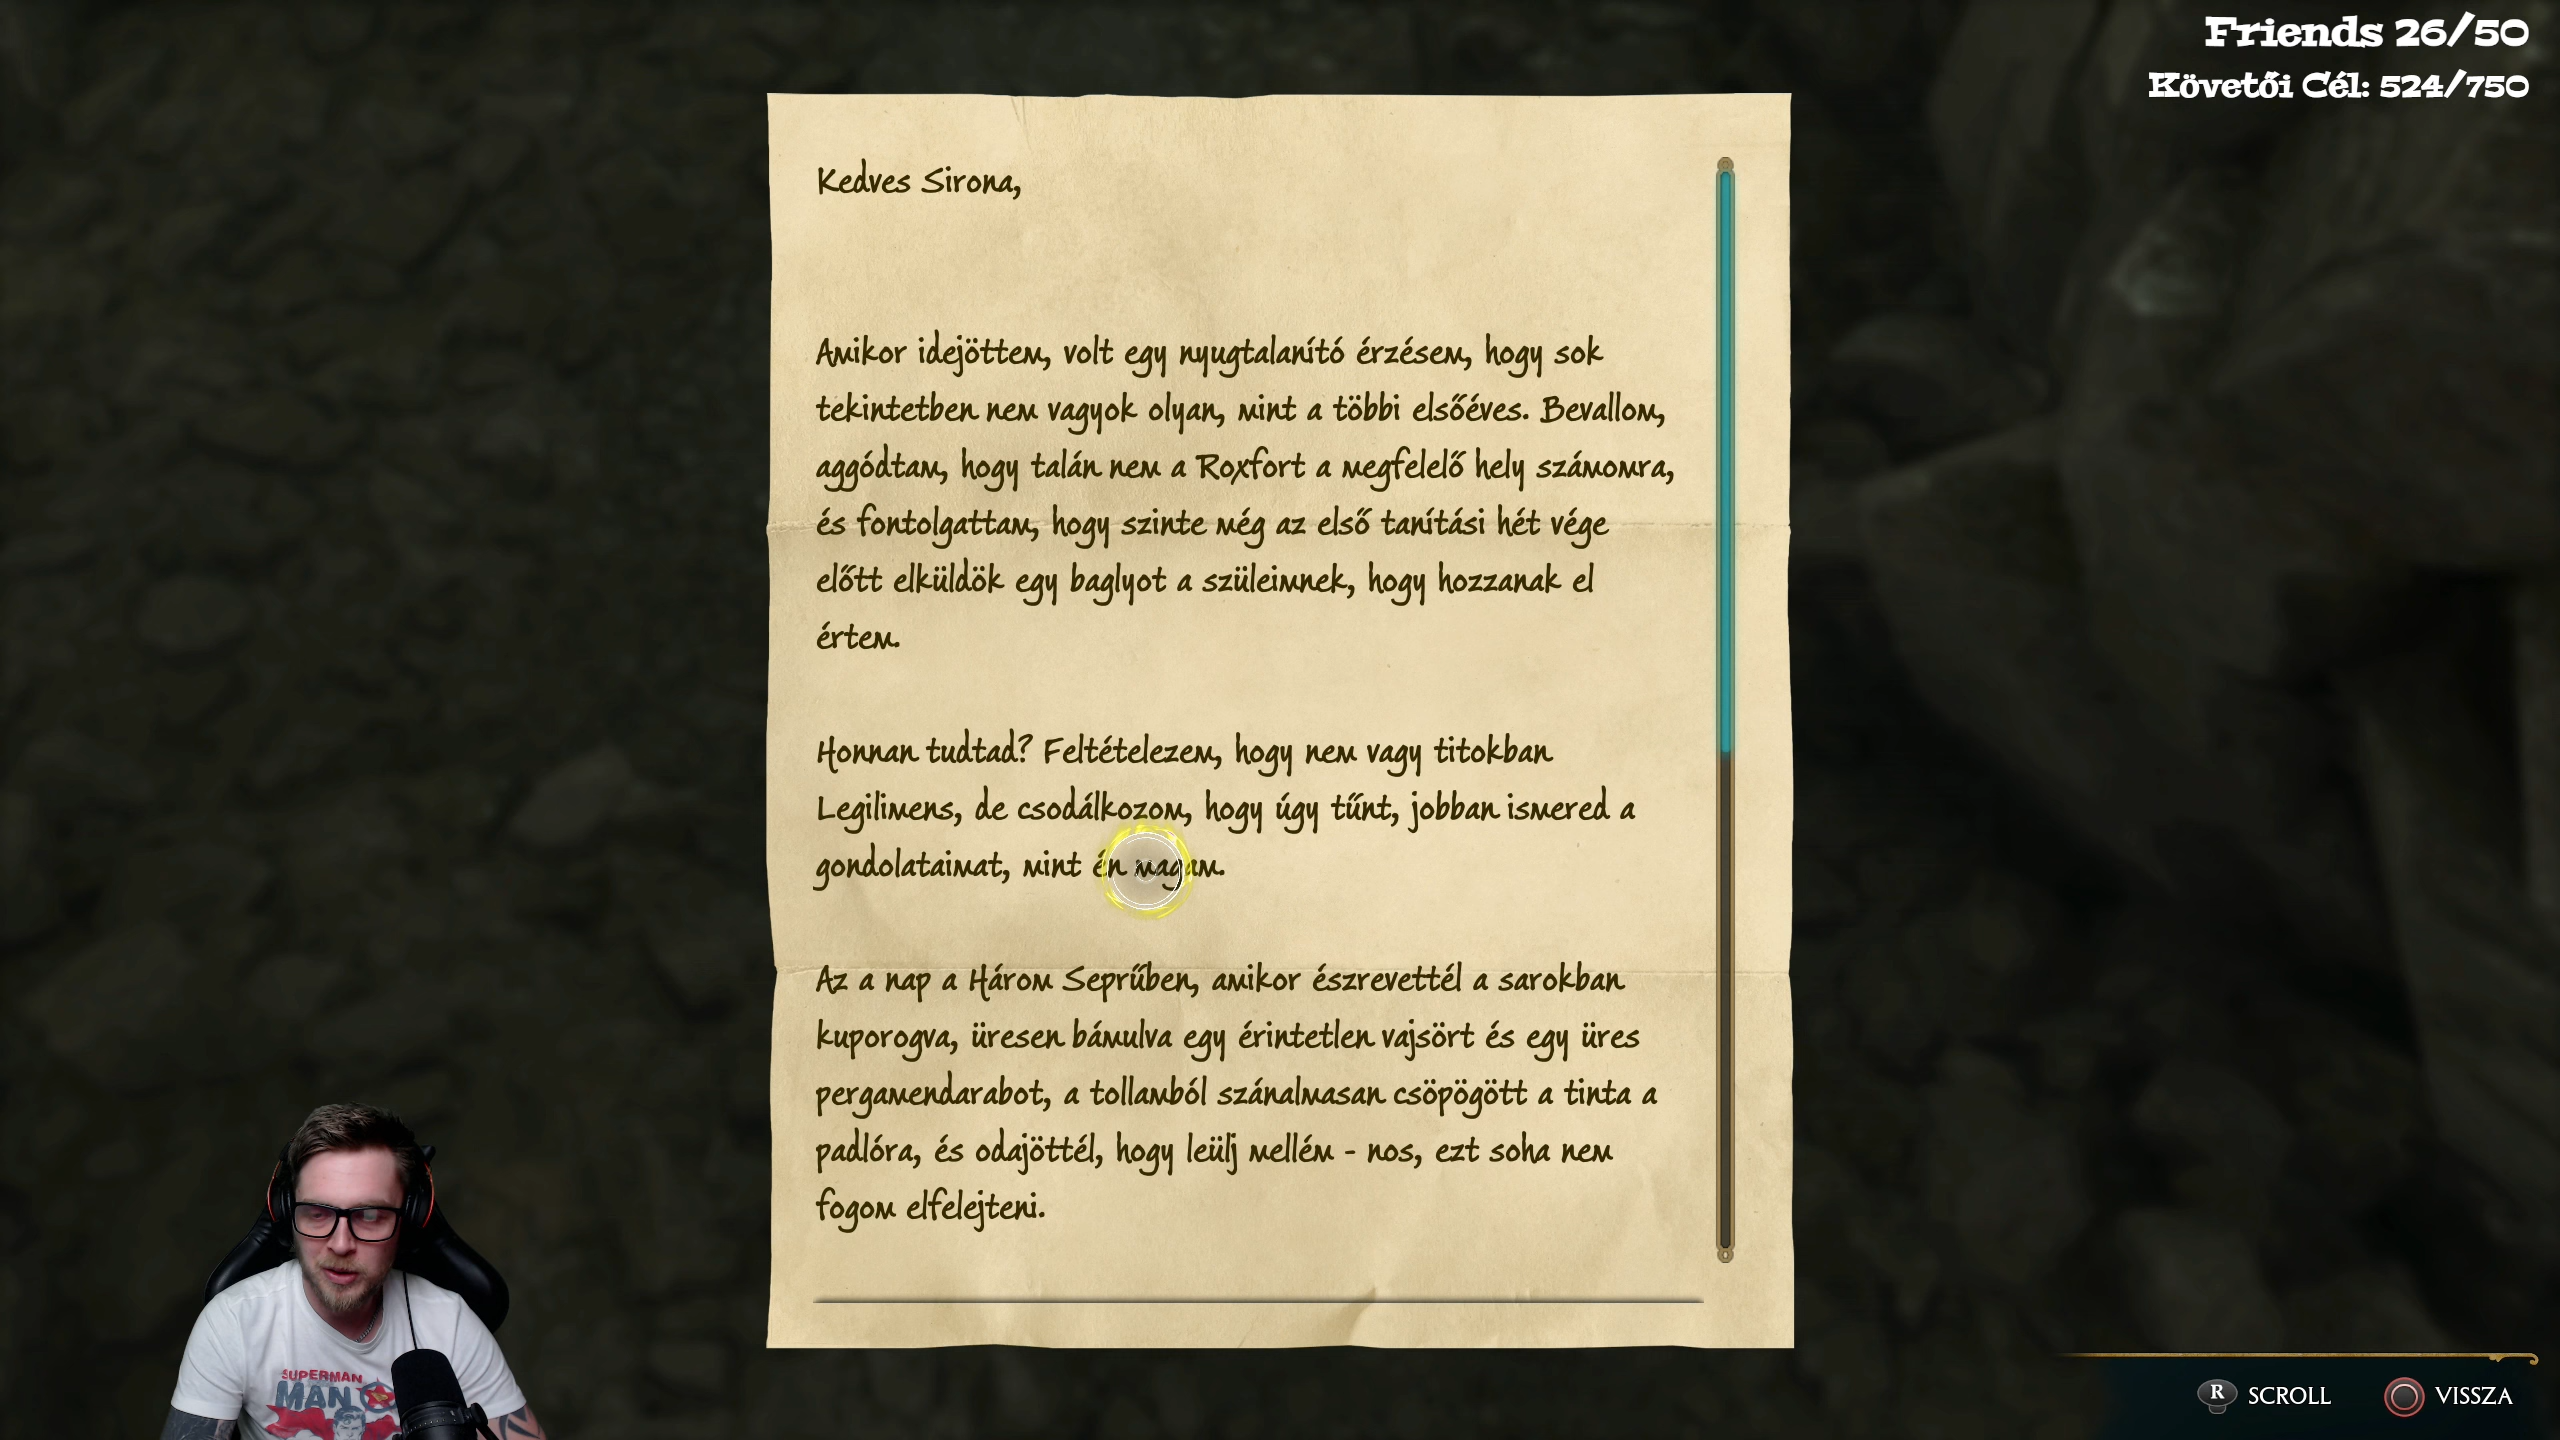 Friends 26/50
Követői Cél: 524/750
Kedves Sirona,
Amikor idejöttem, volt egy nyugtalanító érzésem, hogy sok
tekintetben nem vagyok olyan, mint a többi elsőéves. Bevallom,
aggódtam, hogy talán nem a Roxfort a megfelelő hely számomra,
és fontolgattam, hogy szinte még az első tanítási hét vége
előtt elküldök egy baglyot a szüleimnek, hogy hozzanak el
értem.
Honnan tudtad? Feltételezem, hogy nem vagy titokban
Legilimens, de csodálkozom, hogy úgy tűnt, jobban ismered a
gondolataimat, mint én magam.
Az a nap a Három Seprűben, amikor észrevettél a sarokban
kuporogva, üresen bámulva egy érintetlen vajsört és egy üres
pergamendarabot, a tollamból szánalmasan csöpögött a tinta a
padlóra, és odajöttél, hogy leülj mellém - nos, ezt soha nem
fogom elfelejteni.
SUPERMAN
MAN
R SCROLL VISSZA